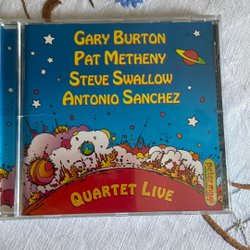 Gary Burton
Pat Metheny
Steve Swallow
Antonio Sanchez
Quartet Live